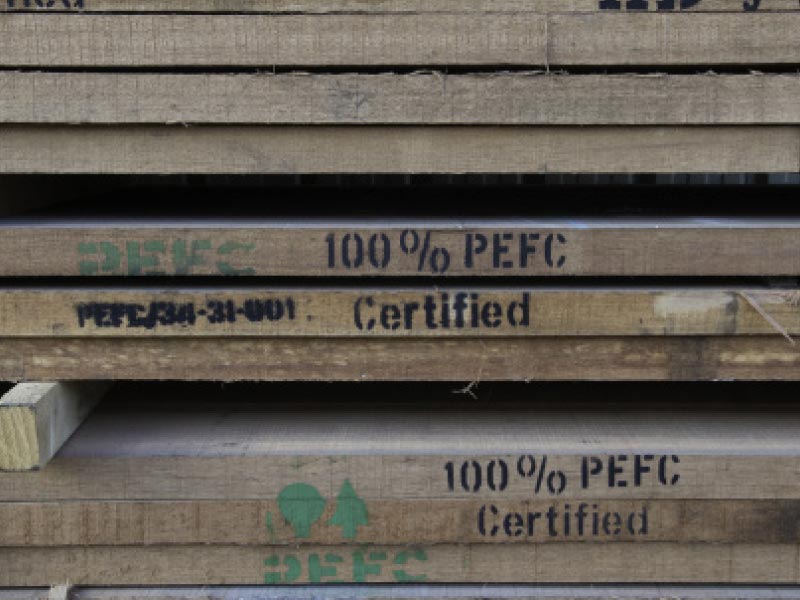 PEFC 100% PEFC
PEFC/34-31-001 Certified
100% PEFC
Certified
PEFC